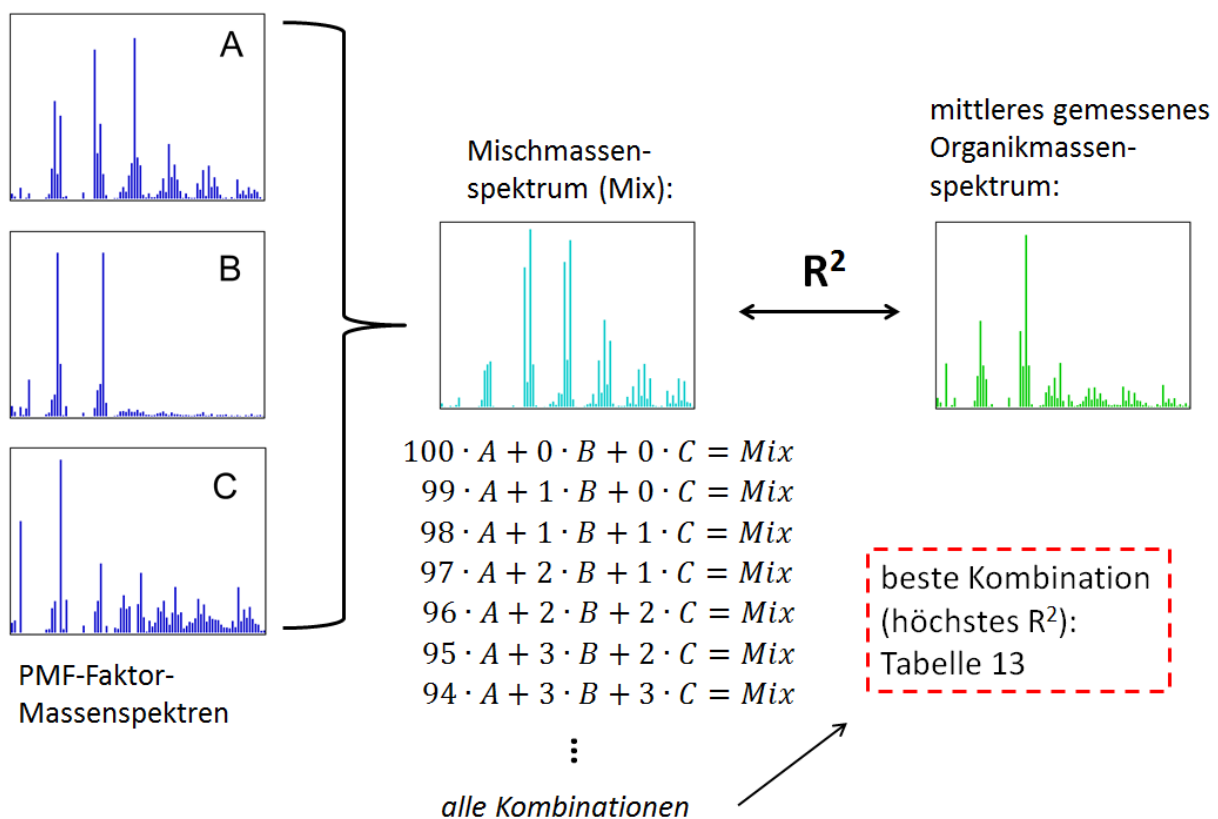 A
B
C
PMF-Faktor-
Massenspektren
Mischmassen-
spektrum (Mix):
R²
mittleres gemessenes
Organikmassen-
spektrum:
100 · A + 0 · B + 0 · C = Mix
99 · A + 1 · B + 0 · C = Mix
98 · A + 1 · B + 1 · C = Mix
97 · A + 2 · B + 1 · C = Mix
96 · A + 2 · B + 2 · C = Mix
95 · A + 3 · B + 2 · C = Mix
94 · A + 3 · B + 3 · C = Mix
⋮
alle Kombinationen
beste Kombination
(höchstes R²):
Tabelle 13